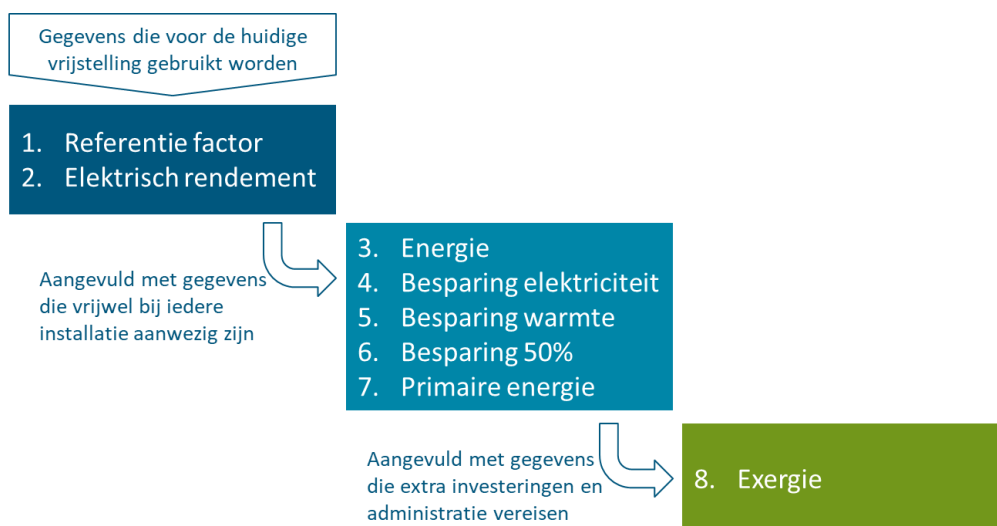 Gegevens die voor de huidige
vrijstelling gebruikt worden
1. Referentie factor
2. Elektrisch rendement
Aangevuld met gegevens
die vrijwel bij iedere
installatie aanwezig zijn
3. Energie
4. Besparing elektriciteit
5. Besparing warmte
6. Besparing 50%
7. Primaire energie
Aangevuld met gegevens
die extra investeringen en
administratie vereisen
8. Exergie